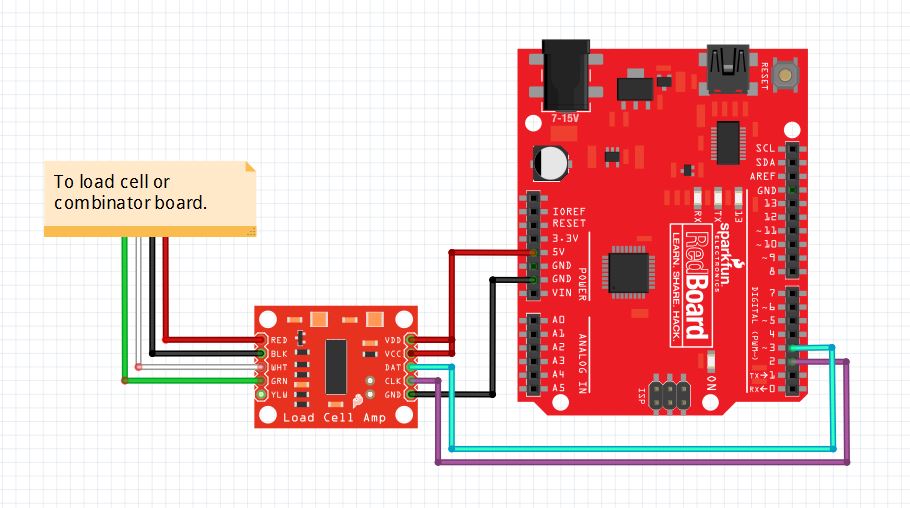 To load cell or
combinator board.
RED
BLK
WHT
GRN
YLW
VDD
VCC
DAT
CLK
GND
Load Cell Amp
7-15V
RESET
SCL
SDA
AREF
GND
13
12
~11
~10
~9
8
7
~6
~5
4
~3
2
TX→1
RX←0
DIGITAL (PWM~)
IOREF
RESET
3.3V
5V
GND
GND
VIN
POWER
A0
A1
A2
A3
A4
A5
ANALOG IN
RX
TX
13
sparkfun
ELECTRONICS
RedBoard
LEARN. SHARE. HACK.
ISP
ON